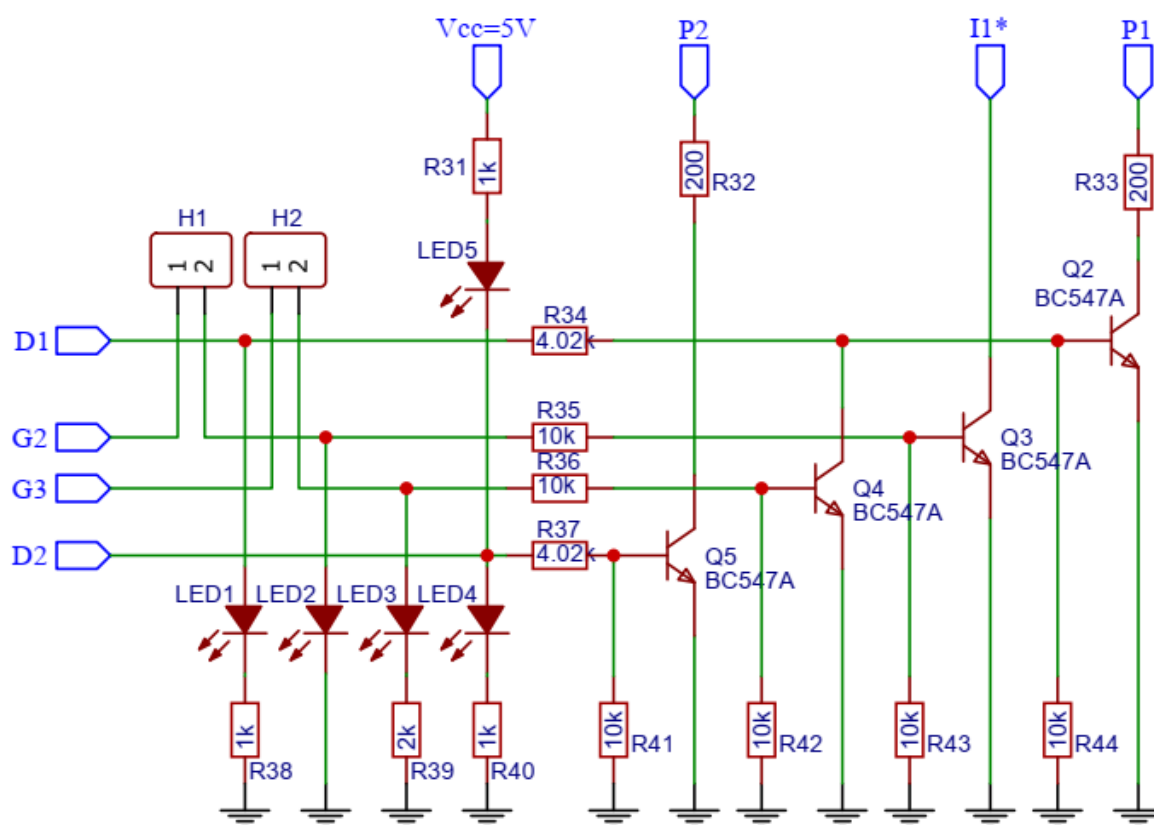 Vcc=5V
P2
I1*
P1
R31
1k
200
R32
R33
200
H1
H2
1
2
1
2
LED5
Q2
BC547A
D1
R34
4.02k
G2
R35
10k
Q3
BC547A
G3
R36
10k
Q4
BC547A
D2
R37
4.02k
Q5
BC547A
LED1
LED2
LED3
LED4
1k
R38
2k
R39
1k
R40
10k
R41
10k
R42
10k
R43
10k
R44